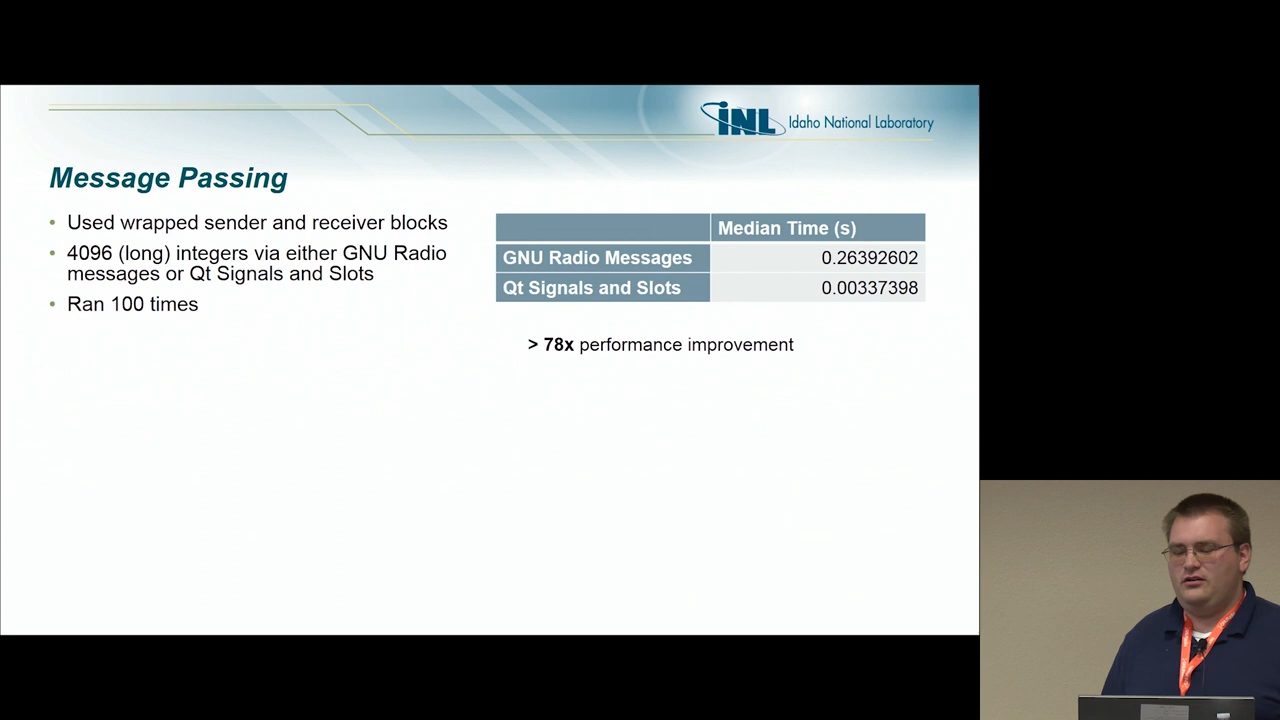 INL Idaho National Laboratory
Message Passing
• Used wrapped sender and receiver blocks
• 4096 (long) integers via either GNU Radio
messages or Qt Signals and Slots
• Ran 100 times
Median Time (s)
GNU Radio Messages 0.26392602
Qt Signals and Slots 0.00337398
> 78x performance improvement